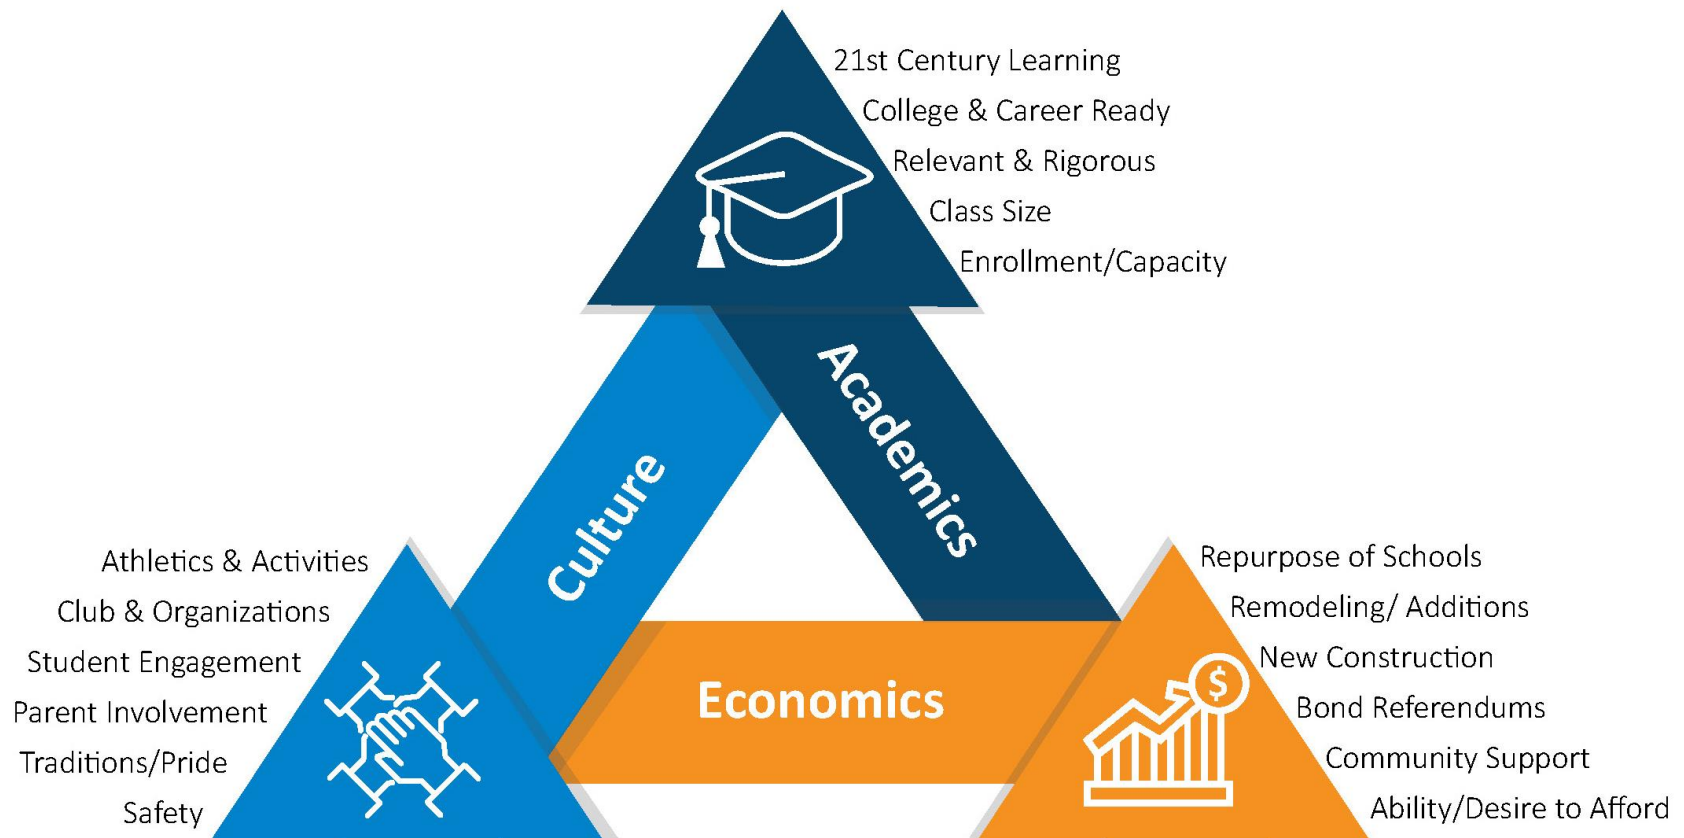 21st Century Learning
College & Career Ready
Relevant & Rigorous
Class Size
Enrollment/Capacity
Academics
Culture
Economics
Athletics & Activities
Club & Organizations
Student Engagement
Parent Involvement
Traditions/Pride
Safety
Repurpose of Schools
Remodeling/ Additions
New Construction
$
Bond Referendums
Community Support
Ability/Desire to Afford